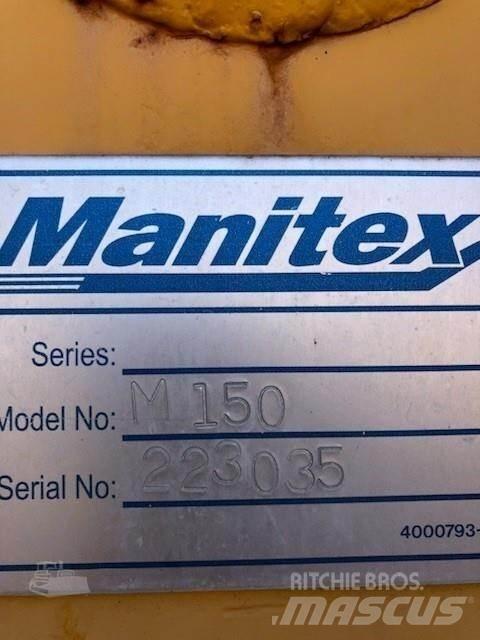 Manitex
Series:
Model No: M 150
Serial No: 223035
4000793-
RITCHIE BROS.
MASCUS